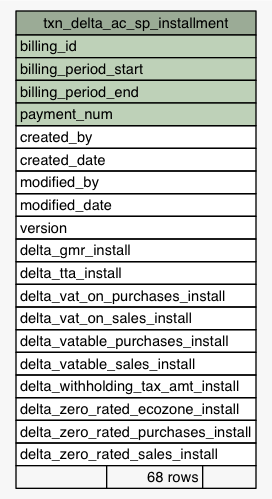 txn_delta_ac_sp_installment
billing_id
billing_period_start
billing_period_end
payment_num
created_by
created_date
modified_by
modified_date
version
delta_gmr_install
delta_tta_install
delta_vat_on_purchases_install
delta_vat_on_sales_install
delta_vatable_purchases_install
delta_vatable_sales_install
delta_withholding_tax_amt_install
delta_zero_rated_ecozone_install
delta_zero_rated_purchases_install
delta_zero_rated_sales_install
68 rows